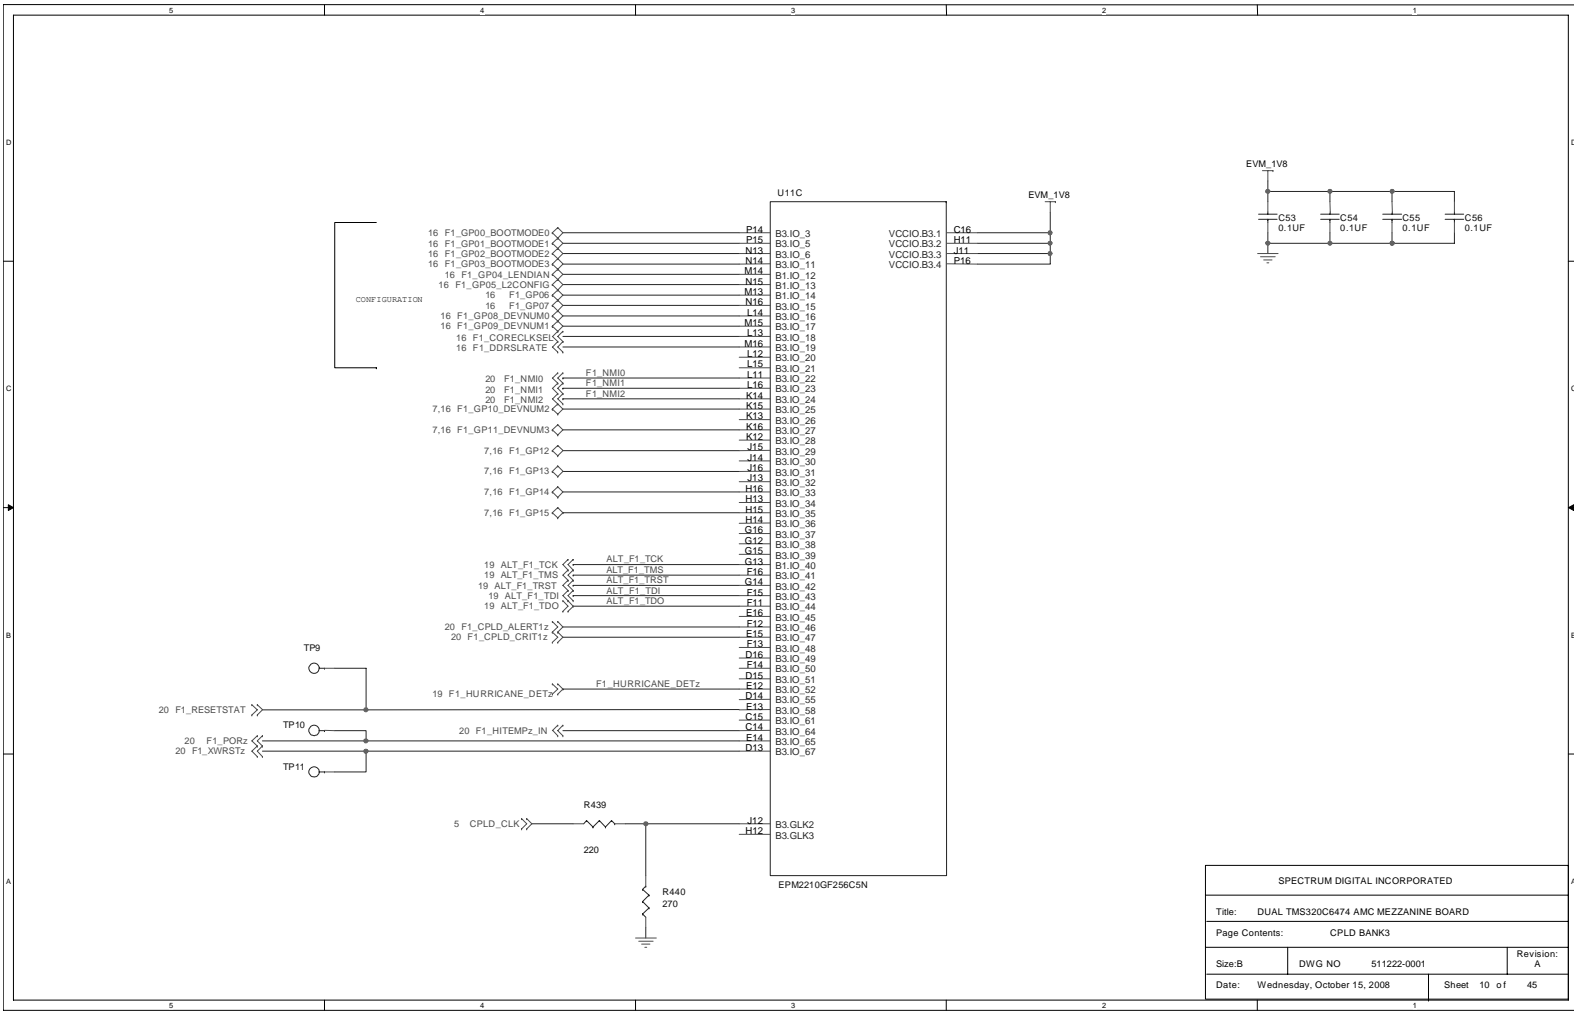 5 4 3 2 1
D D
C C
B B
A A
EVM_1V8
C53 0.1UF
C54 0.1UF
C55 0.1UF
C56 0.1UF
U11C
EVM_1V8
CONFIGURATION
16 F1_GP00_BOOTMODE0 P14 B3.IO_3 VCCIO.B3.1 C16
16 F1_GP01_BOOTMODE1 P15 B3.IO_5 VCCIO.B3.2 H11
16 F1_GP02_BOOTMODE2 N13 B3.IO_6 VCCIO.B3.3 J11
16 F1_GP03_BOOTMODE3 N14 B3.IO_11 VCCIO.B3.4 P16
16 F1_GP04_LENDIAN M14 B1.IO_12
16 F1_GP05_L2CONFIG N15 B1.IO_13
16 F1_GP06 M13 B1.IO_14
16 F1_GP07 N16 B3.IO_15
16 F1_GP08_DEVNUM0 L14 B3.IO_16
16 F1_GP09_DEVNUM1 M15 B3.IO_17
16 F1_CORECLKSEL L13 B3.IO_18
16 F1_DDRSLRATE M16 B3.IO_19
L12 B3.IO_20
L15 B3.IO_21
20 F1_NMI0 F1_NMI0 L11 B3.IO_22
20 F1_NMI1 F1_NMI1 L16 B3.IO_23
20 F1_NMI2 F1_NMI2 K14 B3.IO_24
7,16 F1_GP10_DEVNUM2 K15 B3.IO_25
K13 B3.IO_26
7,16 F1_GP11_DEVNUM3 K16 B3.IO_27
K12 B3.IO_28
7,16 F1_GP12 J15 B3.IO_29
J14 B3.IO_30
7,16 F1_GP13 J16 B3.IO_31
J13 B3.IO_32
7,16 F1_GP14 H16 B3.IO_33
H13 B3.IO_34
7,16 F1_GP15 H15 B3.IO_35
H14 B3.IO_36
G16 B3.IO_37
G12 B3.IO_38
G15 B3.IO_39
19 ALT_F1_TCK ALT_F1_TCK G13 B1.IO_40
19 ALT_F1_TMS ALT_F1_TMS F16 B3.IO_41
19 ALT_F1_TRST ALT_F1_TRST G14 B3.IO_42
19 ALT_F1_TDI ALT_F1_TDI F15 B3.IO_43
19 ALT_F1_TDO ALT_F1_TDO F11 B3.IO_44
E16 B3.IO_45
20 F1_CPLD_ALERT1z F12 B3.IO_46
20 F1_CPLD_CRIT1z E15 B3.IO_47
F13 B3.IO_48
D16 B3.IO_49
F14 B3.IO_50
D15 B3.IO_51
19 F1_HURRICANE_DETz F1_HURRICANE_DETz E12 B3.IO_52
D14 B3.IO_55
TP9
20 F1_RESETSTAT E13 B3.IO_58
C15 B3.IO_61
TP10
20 F1_HITEMPz_IN C14 B3.IO_64
20 F1_PORz E14 B3.IO_65
20 F1_XWRSTz D13 B3.IO_67
TP11
R439
220
5 CPLD_CLK J12 B3.GLK2
H12 B3.GLK3
EPM2210GF256C5N
R440
270
SPECTRUM DIGITAL INCORPORATED
Title: DUAL TMS320C6474 AMC MEZZANINE BOARD
Page Contents: CPLD BANK3
Size:B DWG NO 511222-0001 Revision: A
Date: Wednesday, October 15, 2008 Sheet 10 of 45
5 4 3 2 1